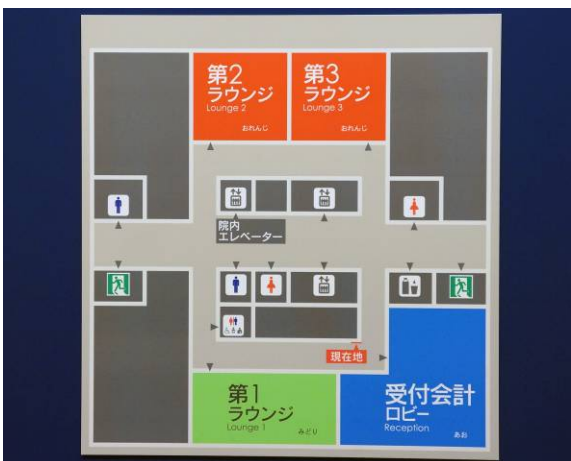 第2
ラウンジ
Lounge 2
おれんじ
第3
ラウンジ
Lounge 3
おれんじ
院内
エレベーター
現在地
第1
ラウンジ
Lounge 1
みどり
受付会計
ロビー
Reception
あお